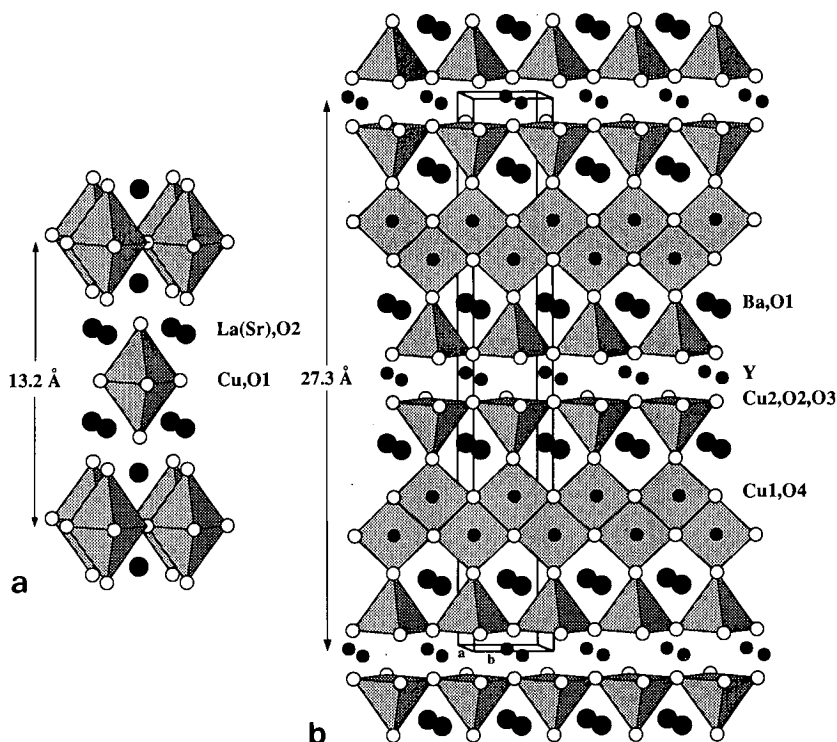 La(Sr),O2
13.2 Å
Cu,O1
a
Ba,O1
27.3 Å
Y
Cu2,O2,O3
Cu1,O4
a
b
b